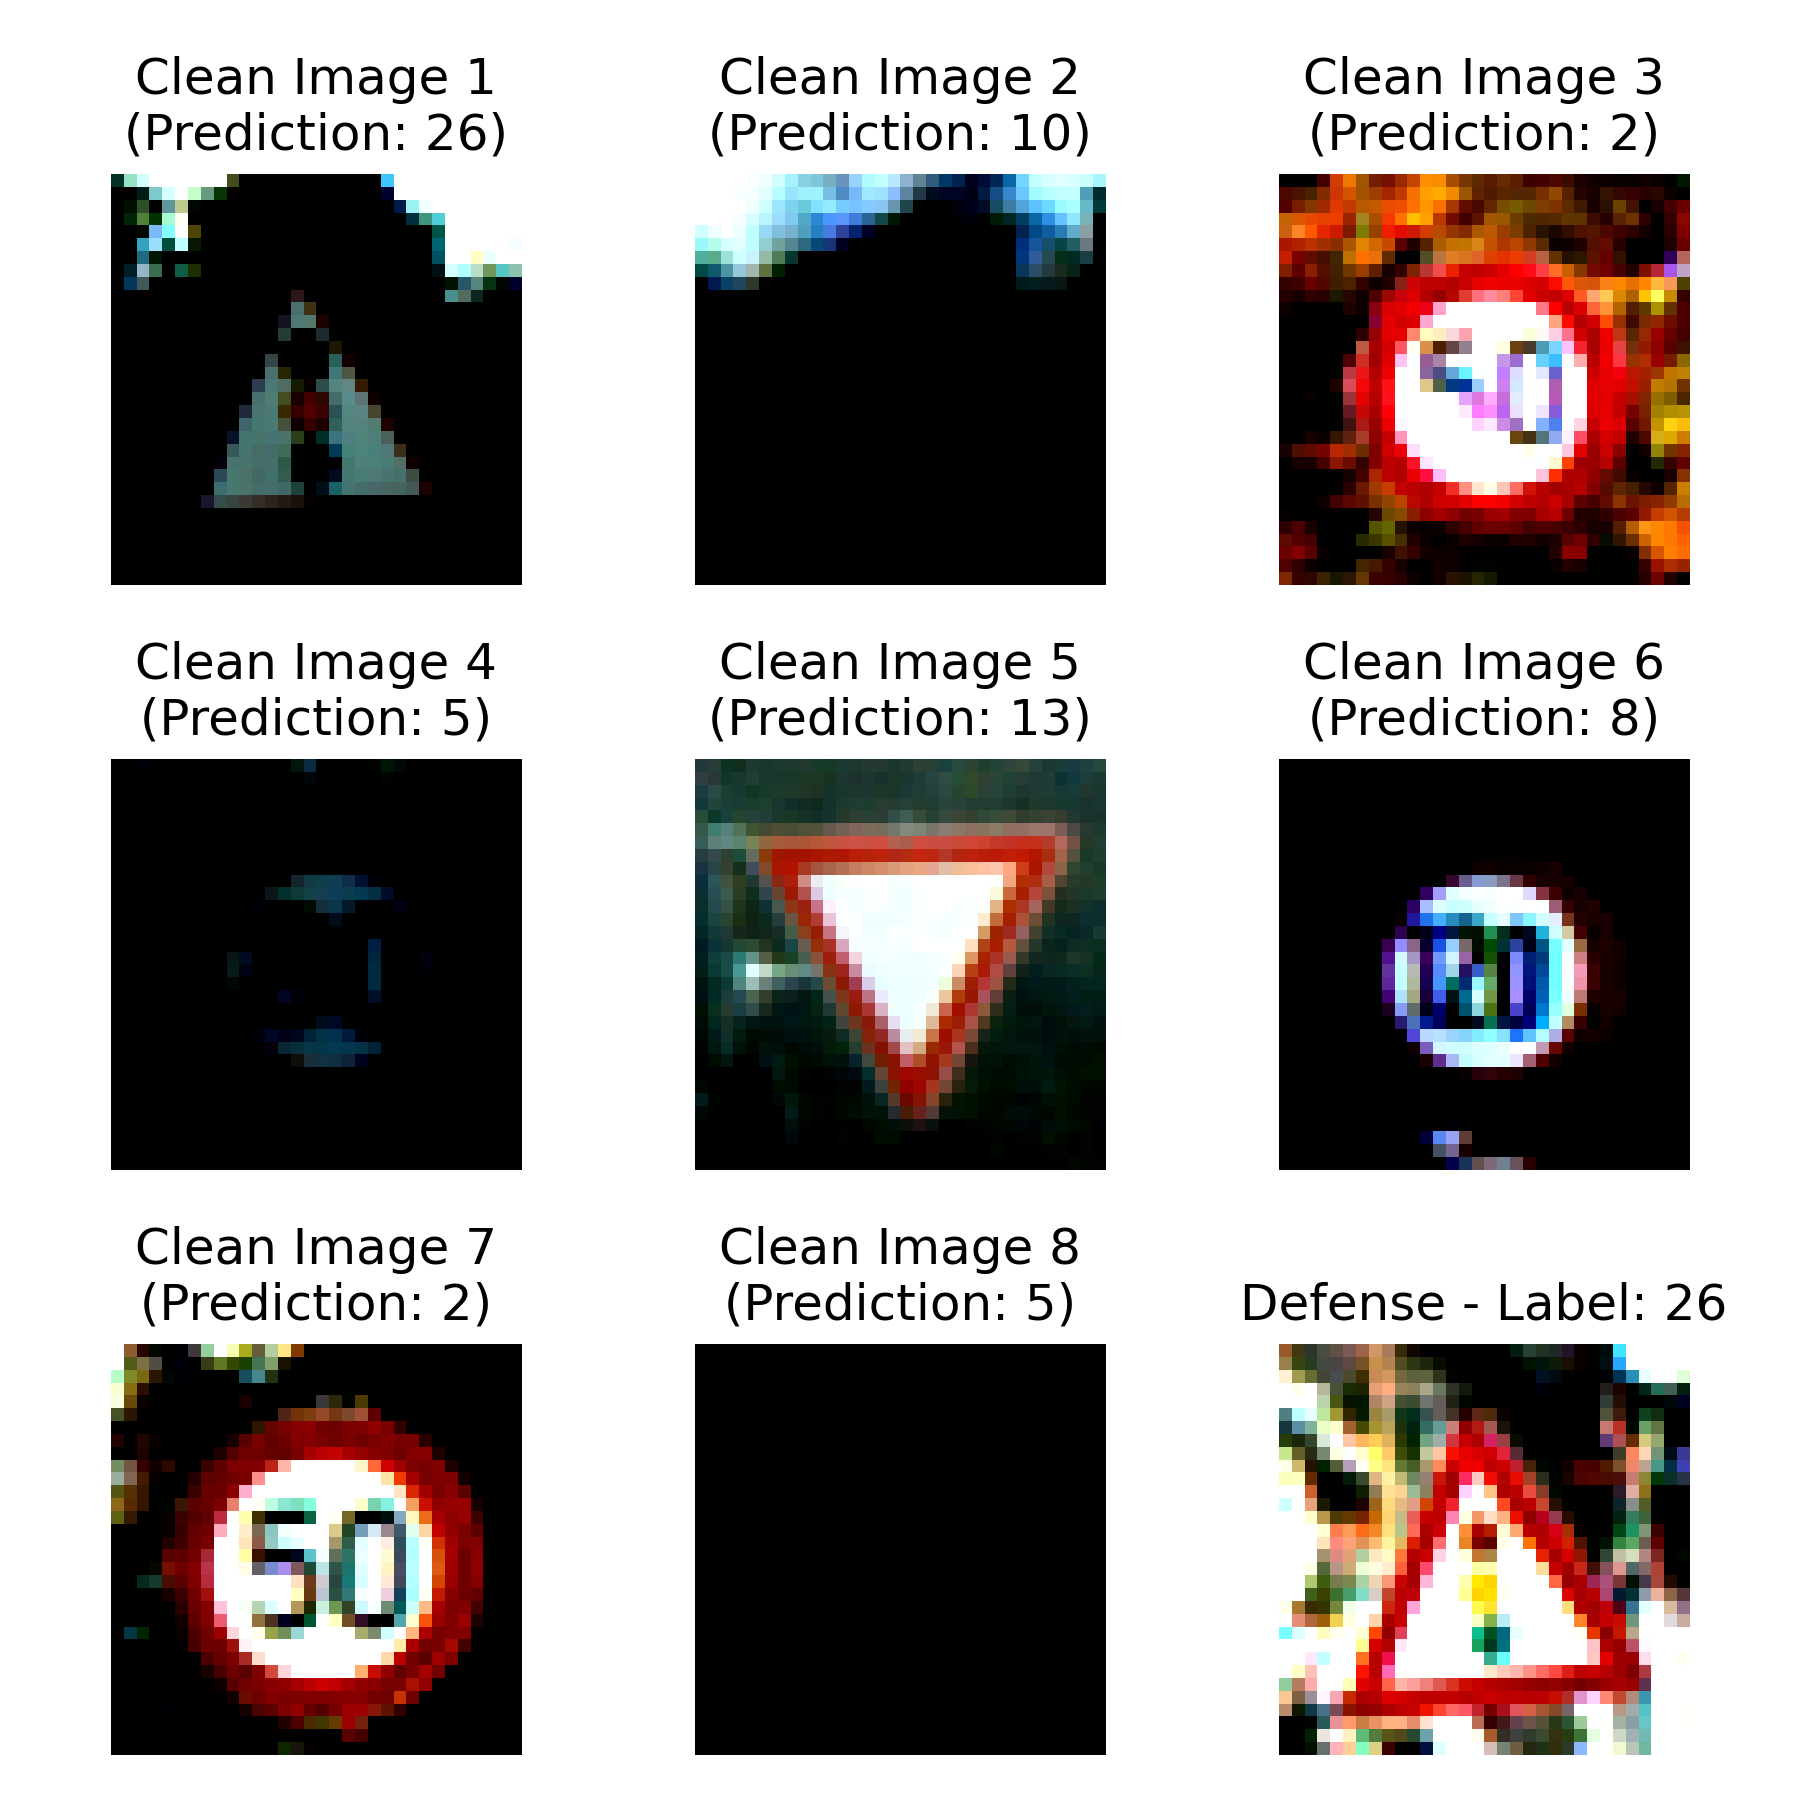 Clean Image 1
(Prediction: 26)
Clean Image 2
(Prediction: 10)
Clean Image 3
(Prediction: 2)
50
Clean Image 4
(Prediction: 5)
Clean Image 5
(Prediction: 13)
Clean Image 6
(Prediction: 8)
120
Clean Image 7
(Prediction: 2)
50
Clean Image 8
(Prediction: 5)
Defense - Label: 26